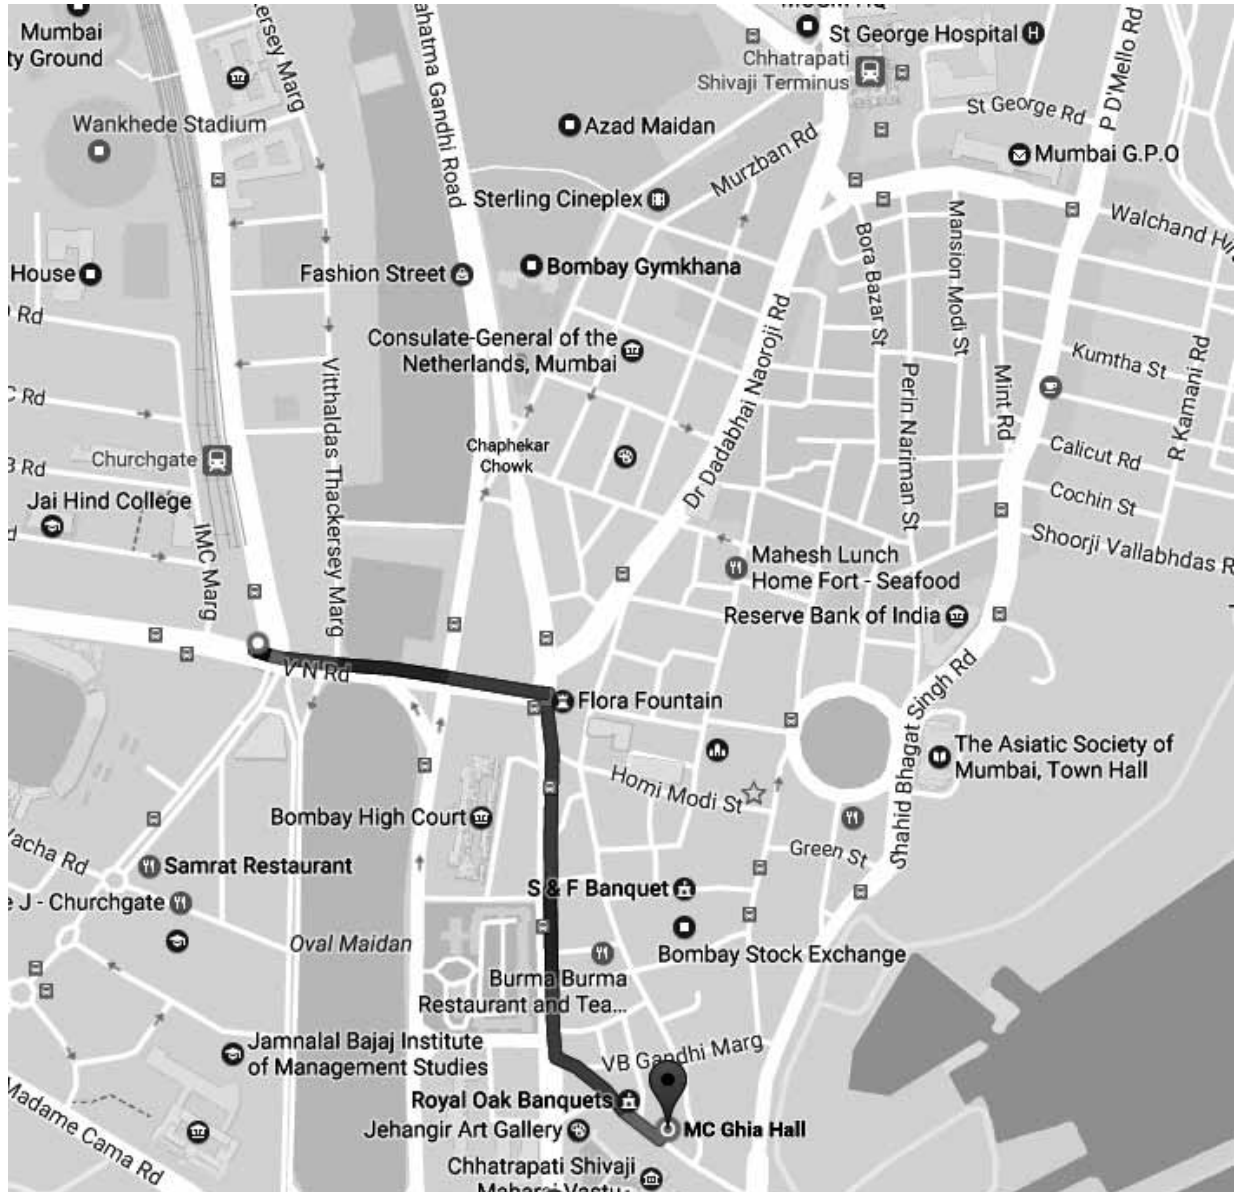 Mumbai
ty Ground
kersey Marg
ahatma Gandhi Road
St George Hospital
H
Chhatrapati
Shivaji Terminus
P D'Mello Rd
St George Rd
Wankhede Stadium
Azad Maidan
Murzban Rd
Mumbai G.P.O
Sterling Cineplex
Walchand Hir
Bora Bazar St
Mansion Modi St
House
Fashion Street
Bombay Gymkhana
Rd
Consulate-General of the
Netherlands, Mumbai
Dr Dadabhai Naoroji Rd
Vitthaldas Thackersey Marg
Perin Nariman St
Mint Rd
Kumtha St
R Kamani Rd
C Rd
Chaphekar
Chowk
Calicut Rd
Churchgate
B Rd
Jai Hind College
Cochin St
IMC Marg
d
Shoorji Vallabhdas R
Mahesh Lunch
Home Fort - Seafood
Reserve Bank of India
V N Rd
Flora Fountain
Shahid Bhagat Singh Rd
The Asiatic Society of
Mumbai, Town Hall
Homi Modi St
Bombay High Court
Green St
Vacha Rd
Samrat Restaurant
S & F Banquet
e J - Churchgate
Oval Maidan
Bombay Stock Exchange
Burma Burma
Restaurant and Tea...
Jamnalal Bajaj Institute
of Management Studies
VB Gandhi Marg
Royal Oak Banquets
Madame Cama Rd
Jehangir Art Gallery
MC Ghia Hall
Chhatrapati Shivaji
Maharaj Vastu